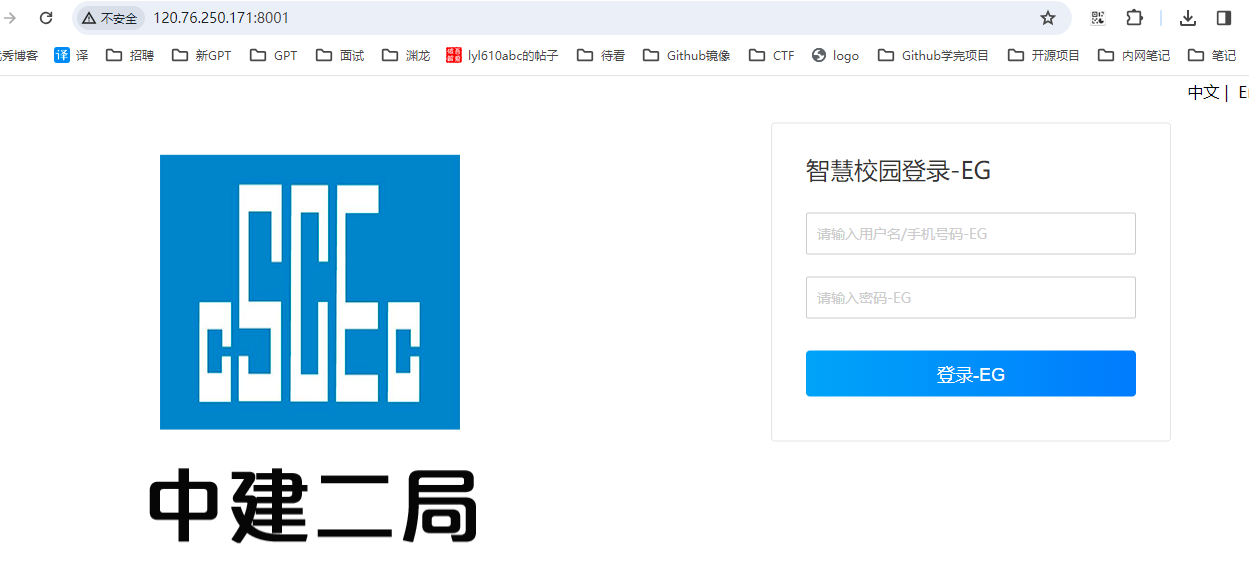 不安全 120.76.250.171:8001
秀博客 译 译 招聘 新GPT GPT 面试 渊龙 吾爱破解 lyl610abc的帖子 待看 Github镜像 CTF logo Github学完项目 开源项目 内网笔记 笔记
中文 | E
CSCEC
智慧校园登录-EG
请输入用户名/手机号码-EG
请输入密码-EG
登录-EG
中建二局